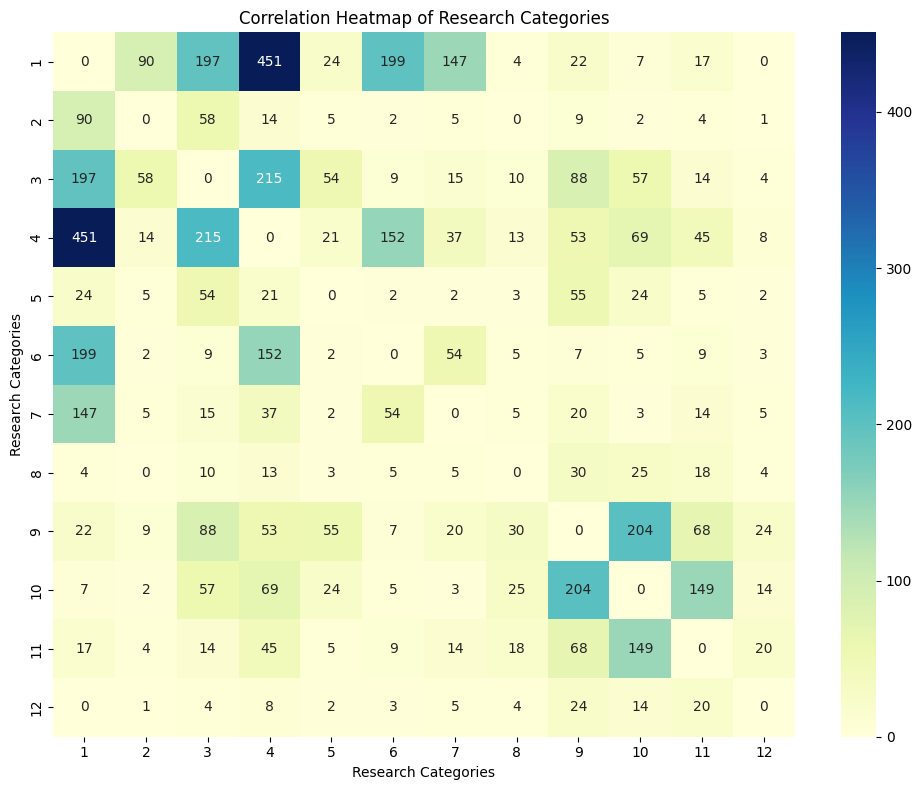 Correlation Heatmap of Research Categories
1 0 90 197 451 24 199 147 4 22 7 17 0
2 90 0 58 14 5 2 5 0 9 2 4 1
3 197 58 0 215 54 9 15 10 88 57 14 4
4 451 14 215 0 21 152 37 13 53 69 45 8
5 24 5 54 21 0 2 2 3 55 24 5 2
6 199 2 9 152 2 0 54 5 7 5 9 3
7 147 5 15 37 2 54 0 5 20 3 14 5
8 4 0 10 13 3 5 5 0 30 25 18 4
9 22 9 88 53 55 7 20 30 0 204 68 24
10 7 2 57 69 24 5 3 25 204 0 149 14
11 17 4 14 45 5 9 14 18 68 149 0 20
12 0 1 4 8 2 3 5 4 24 14 20 0
1 2 3 4 5 6 7 8 9 10 11 12
Research Categories
Research Categories
400
300
200
100
0